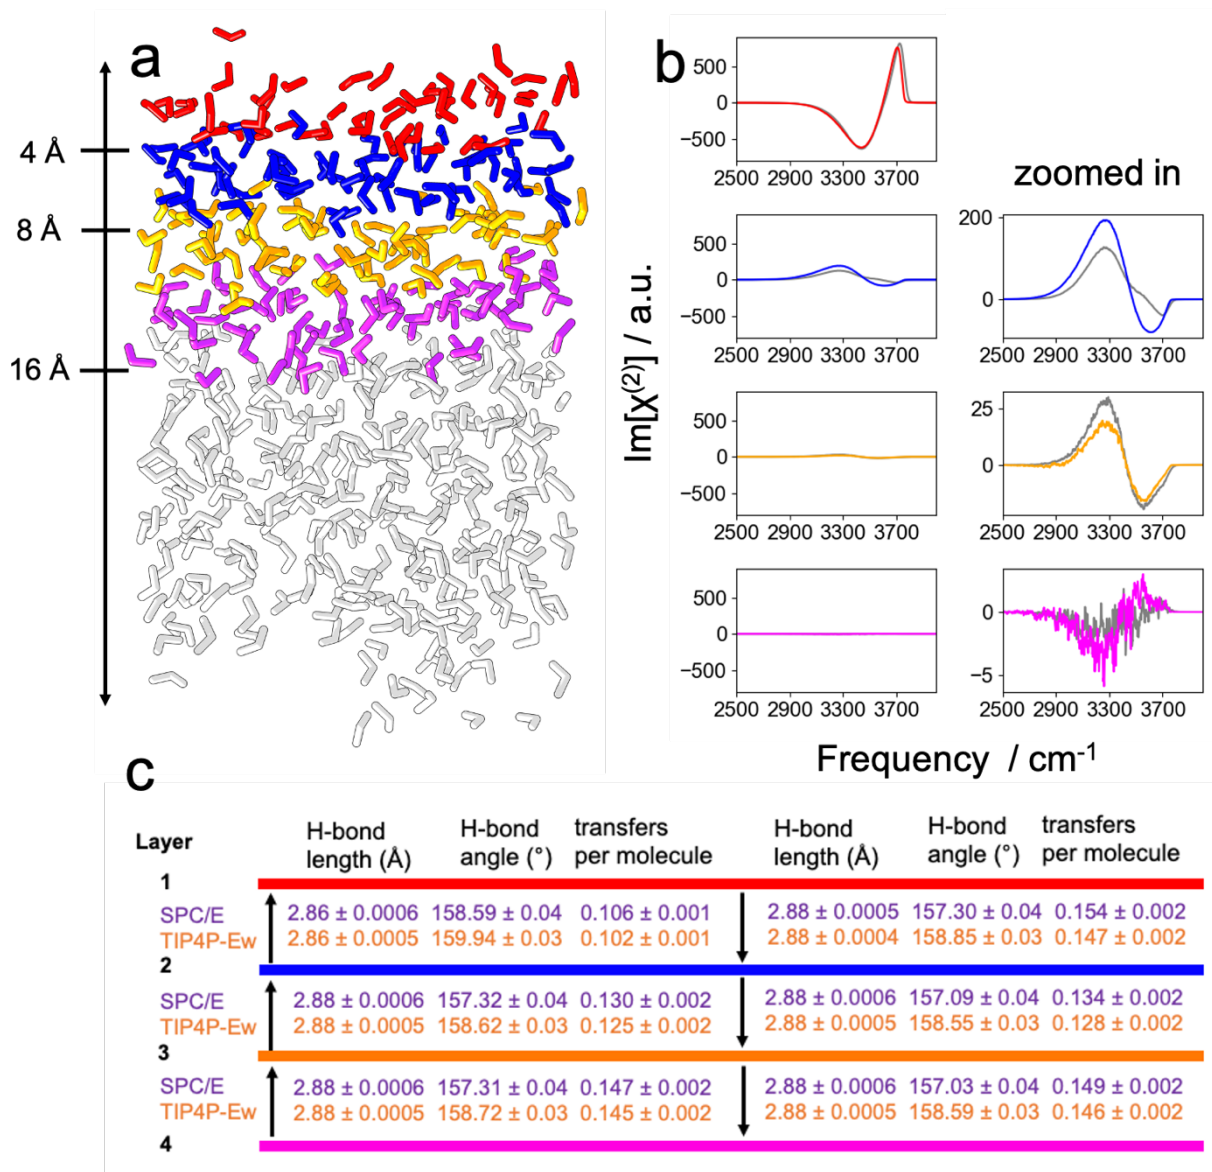 a
4 Å
8 Å
16 Å
b
500
0
−500
2500 3300 3700
zoomed in
500
0
−500
2500 2900 3300 3700
200
0
2500 2900 3300 3700
500
0
−500
2500 2900 3300 3700
25
0
2500 2900 3300 3700
500
0
−500
2500 2900 3300 3700
0
−5
2500 2900 3300 3700
Im[χ(2)] / a.u.
Frequency / cm-1
c
Layer
H-bond length (Å) H-bond angle (°) transfers per molecule H-bond length (Å) H-bond angle (°) transfers per molecule
1
SPC/E 2.86 ± 0.0006 158.59 ± 0.04 0.106 ± 0.001 2.88 ± 0.0005 157.30 ± 0.04 0.154 ± 0.002
TIP4P-Ew 2.86 ± 0.0005 159.94 ± 0.03 0.102 ± 0.001 2.88 ± 0.0004 158.85 ± 0.03 0.147 ± 0.002
2
SPC/E 2.88 ± 0.0006 157.32 ± 0.04 0.130 ± 0.002 2.88 ± 0.0006 157.09 ± 0.04 0.134 ± 0.002
TIP4P-Ew 2.88 ± 0.0005 158.62 ± 0.03 0.125 ± 0.002 2.88 ± 0.0005 158.55 ± 0.03 0.128 ± 0.002
3
SPC/E 2.88 ± 0.0006 157.31 ± 0.04 0.147 ± 0.002 2.88 ± 0.0006 157.03 ± 0.04 0.149 ± 0.002
TIP4P-Ew 2.88 ± 0.0005 158.72 ± 0.03 0.145 ± 0.002 2.88 ± 0.0005 158.59 ± 0.03 0.146 ± 0.002
4